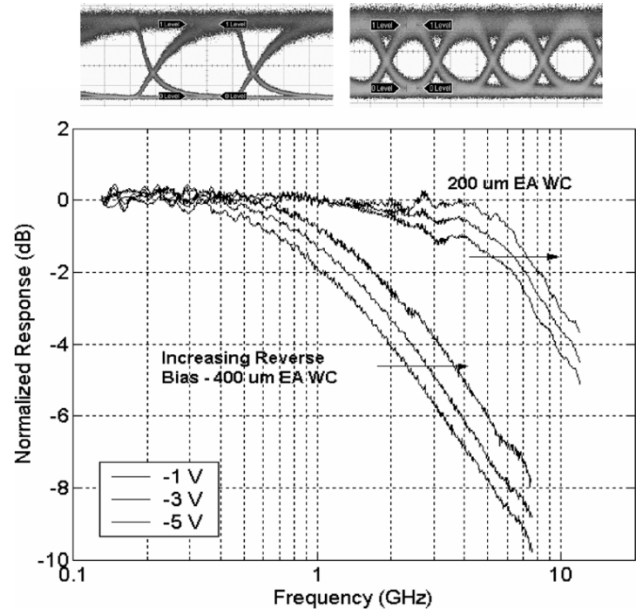 1 Level
1 Level
0 Level
0 Level
1 Level
1 Level
0 Level
0 Level
2
0
-2
-4
-6
-8
-10
Normalized Response (dB)
200 um EA WC
Increasing Reverse
Bias - 400 um EA WC
-1 V
-3 V
-5 V
0.1
1
10
Frequency (GHz)